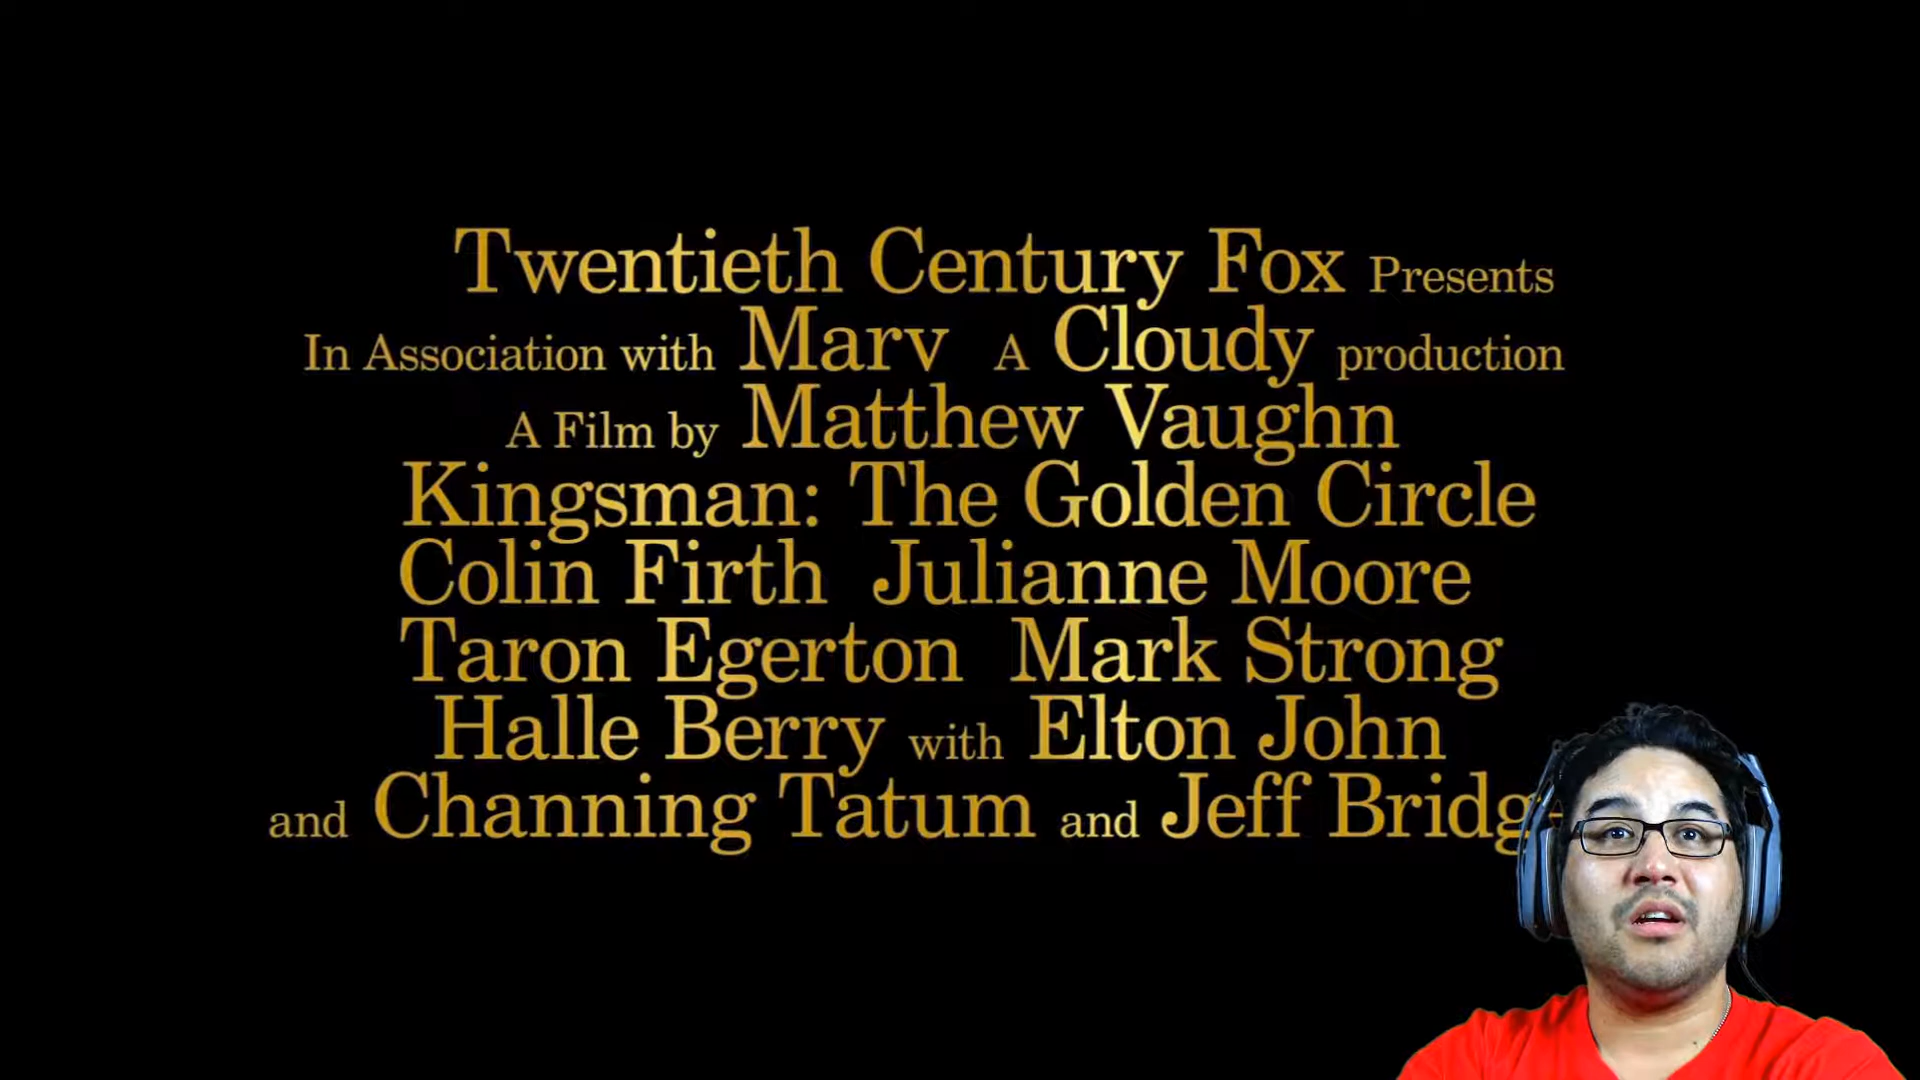 Twentieth Century Fox Presents
In Association with Marv A Cloudy production
A Film by Matthew Vaughn
Kingsman: The Golden Circle
Colin Firth Julianne Moore
Taron Egerton Mark Strong
Halle Berry with Elton John
and Channing Tatum and Jeff